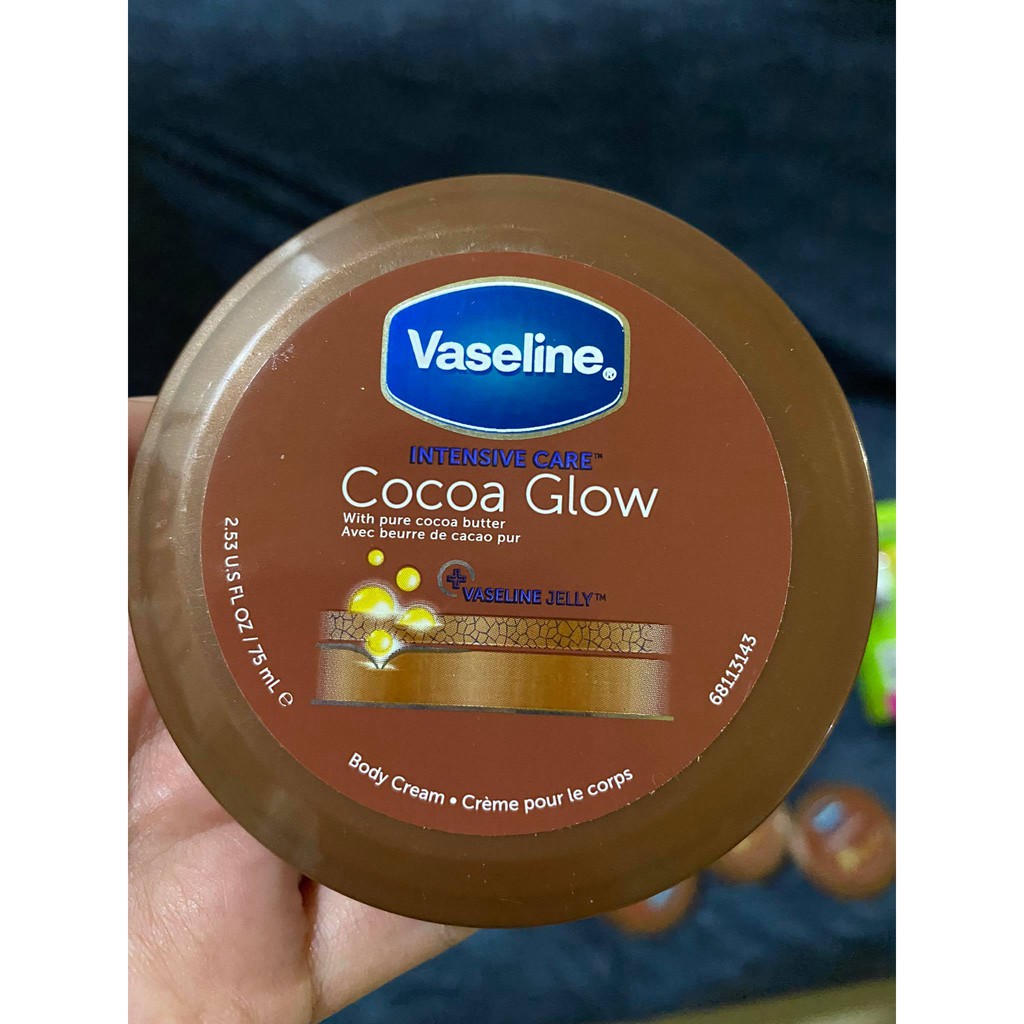 Vaseline®
INTENSIVE CARE™
Cocoa Glow
With pure cocoa butter
Avec beurre de cacao pur
VASELINE JELLY™
2.53 U.S FL OZ / 75 mL ℮
68113143
Body Cream • Crème pour le corps